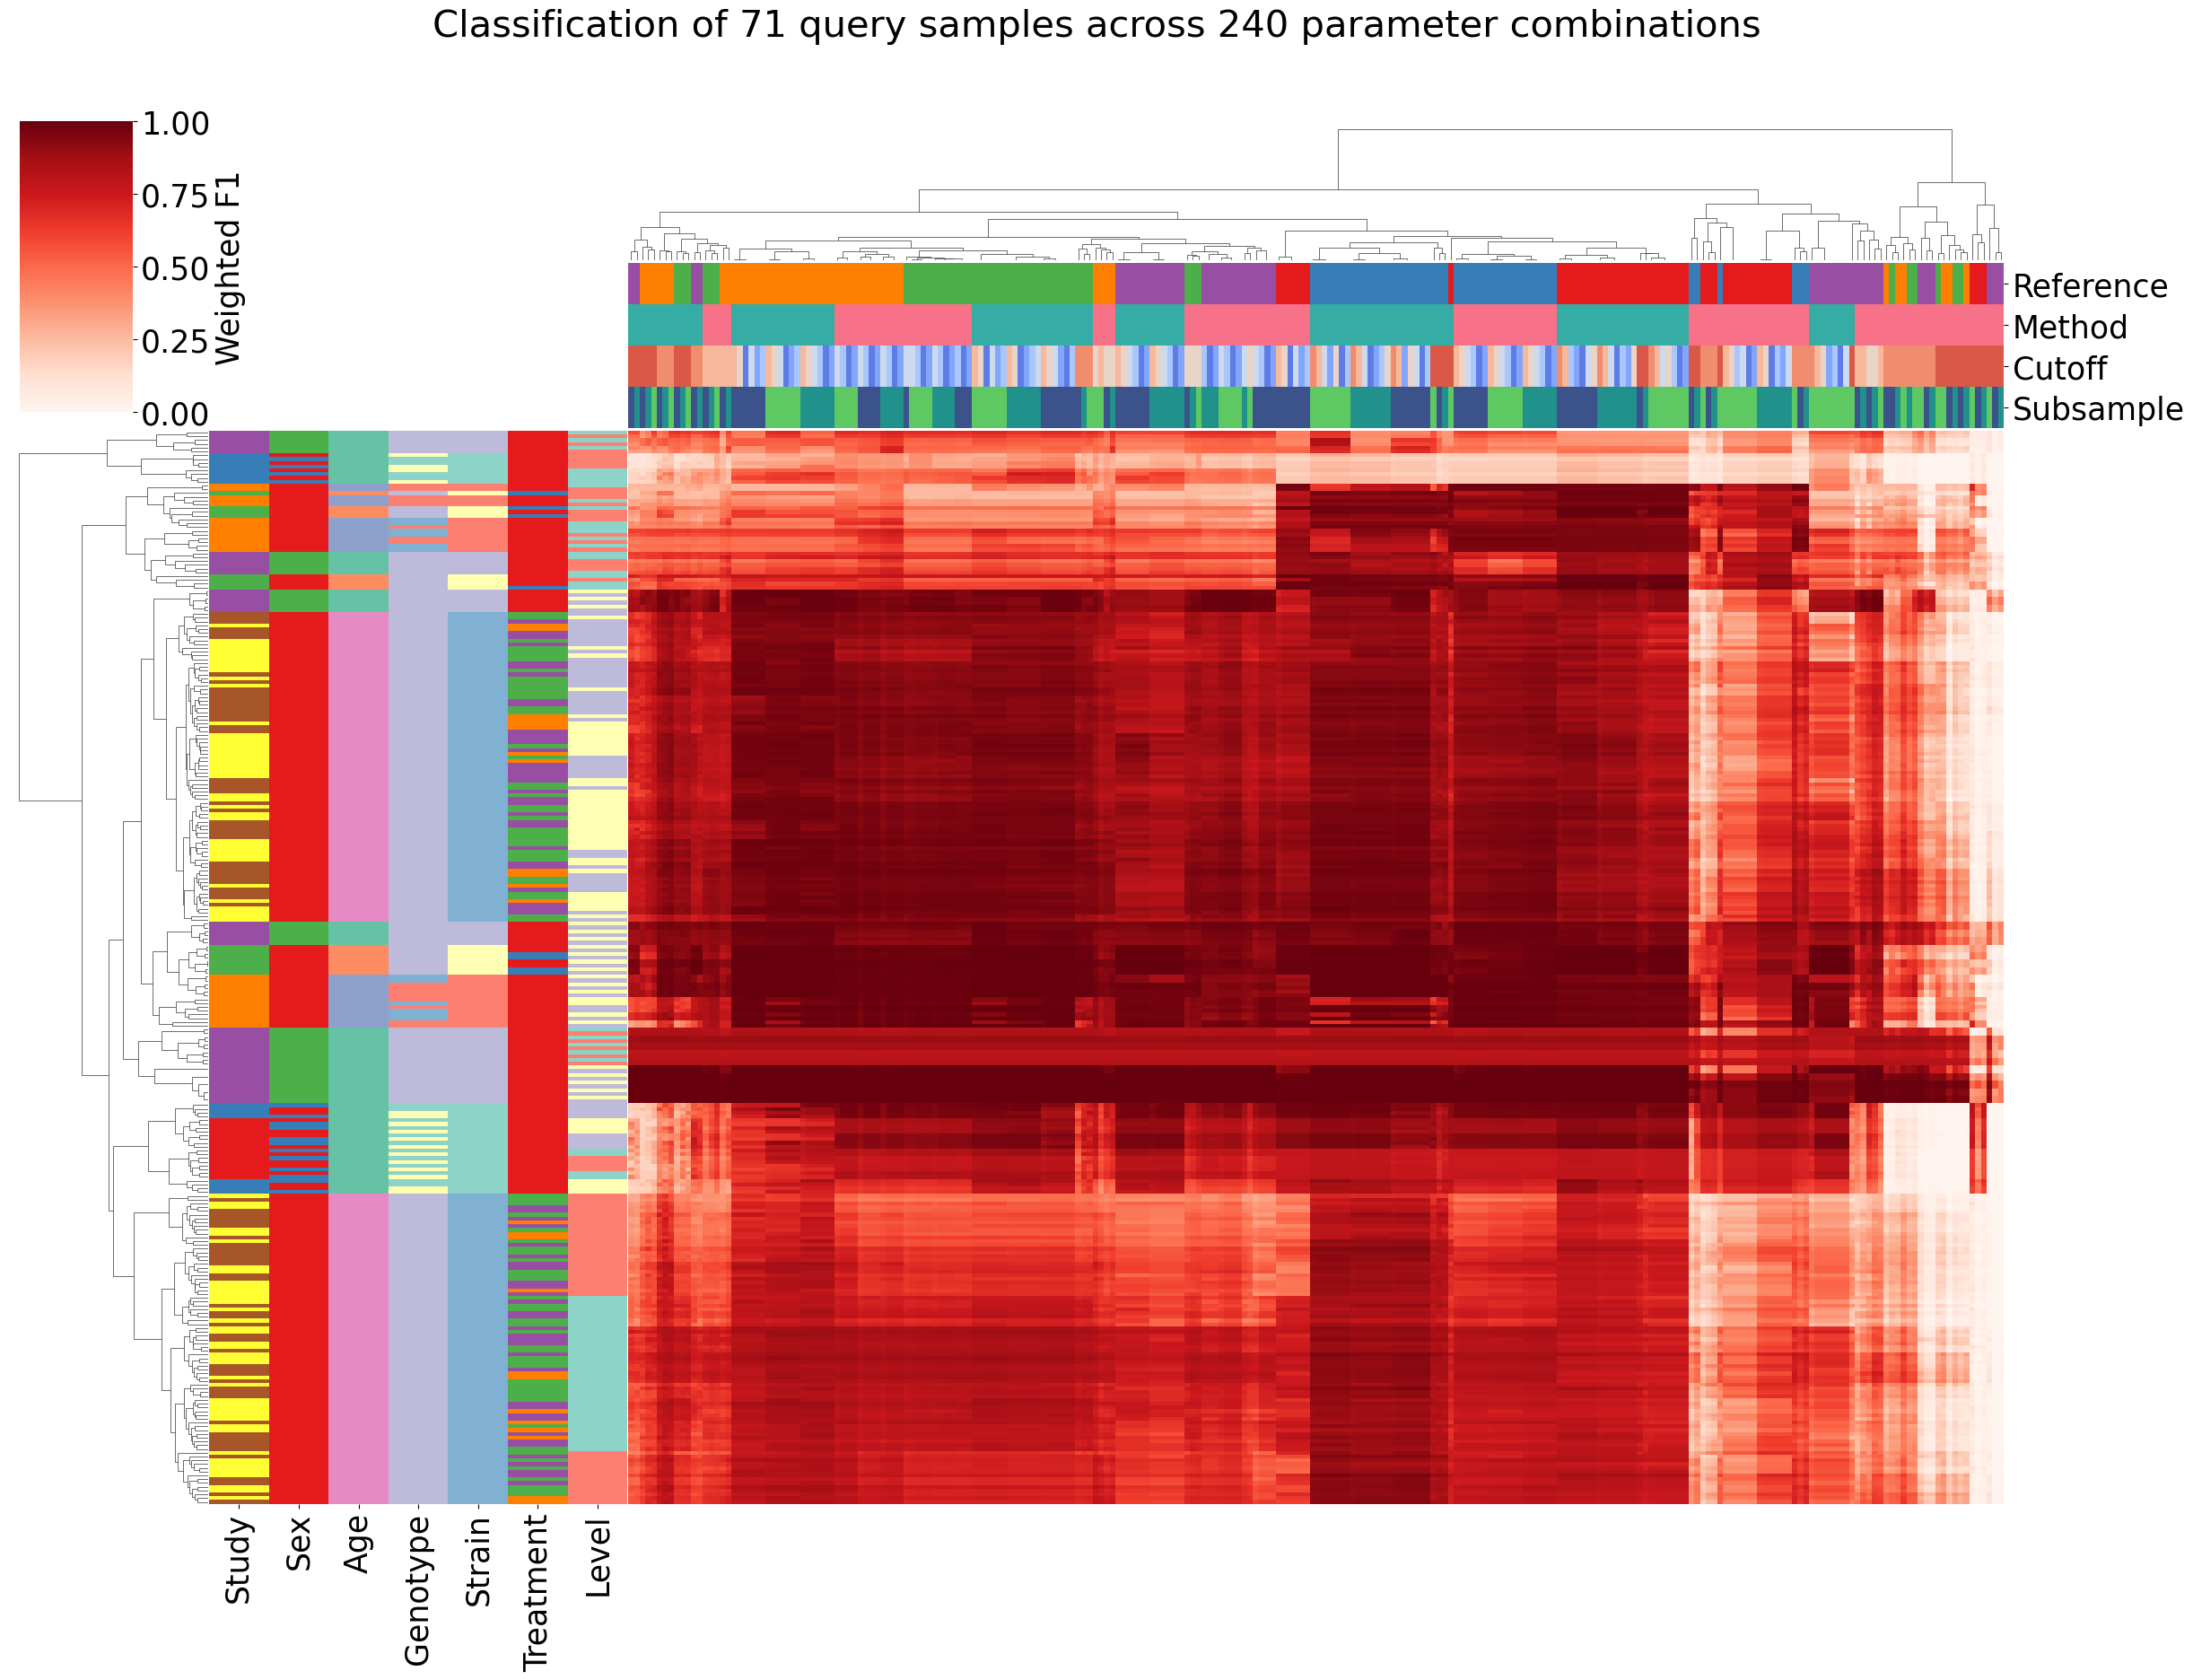 Classification of 71 query samples across 240 parameter combinations
1.00
0.75
0.50
0.25
0.00
Weighted F1
Reference
Method
Cutoff
Subsample
Study
Sex
Age
Genotype
Strain
Treatment
Level